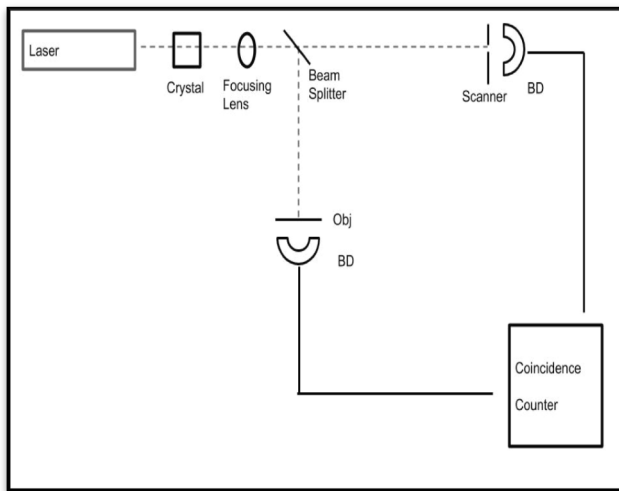 Laser
Crystal
Focusing
Lens
Beam
Splitter
Scanner
BD
Obj
BD
Coincidence
Counter